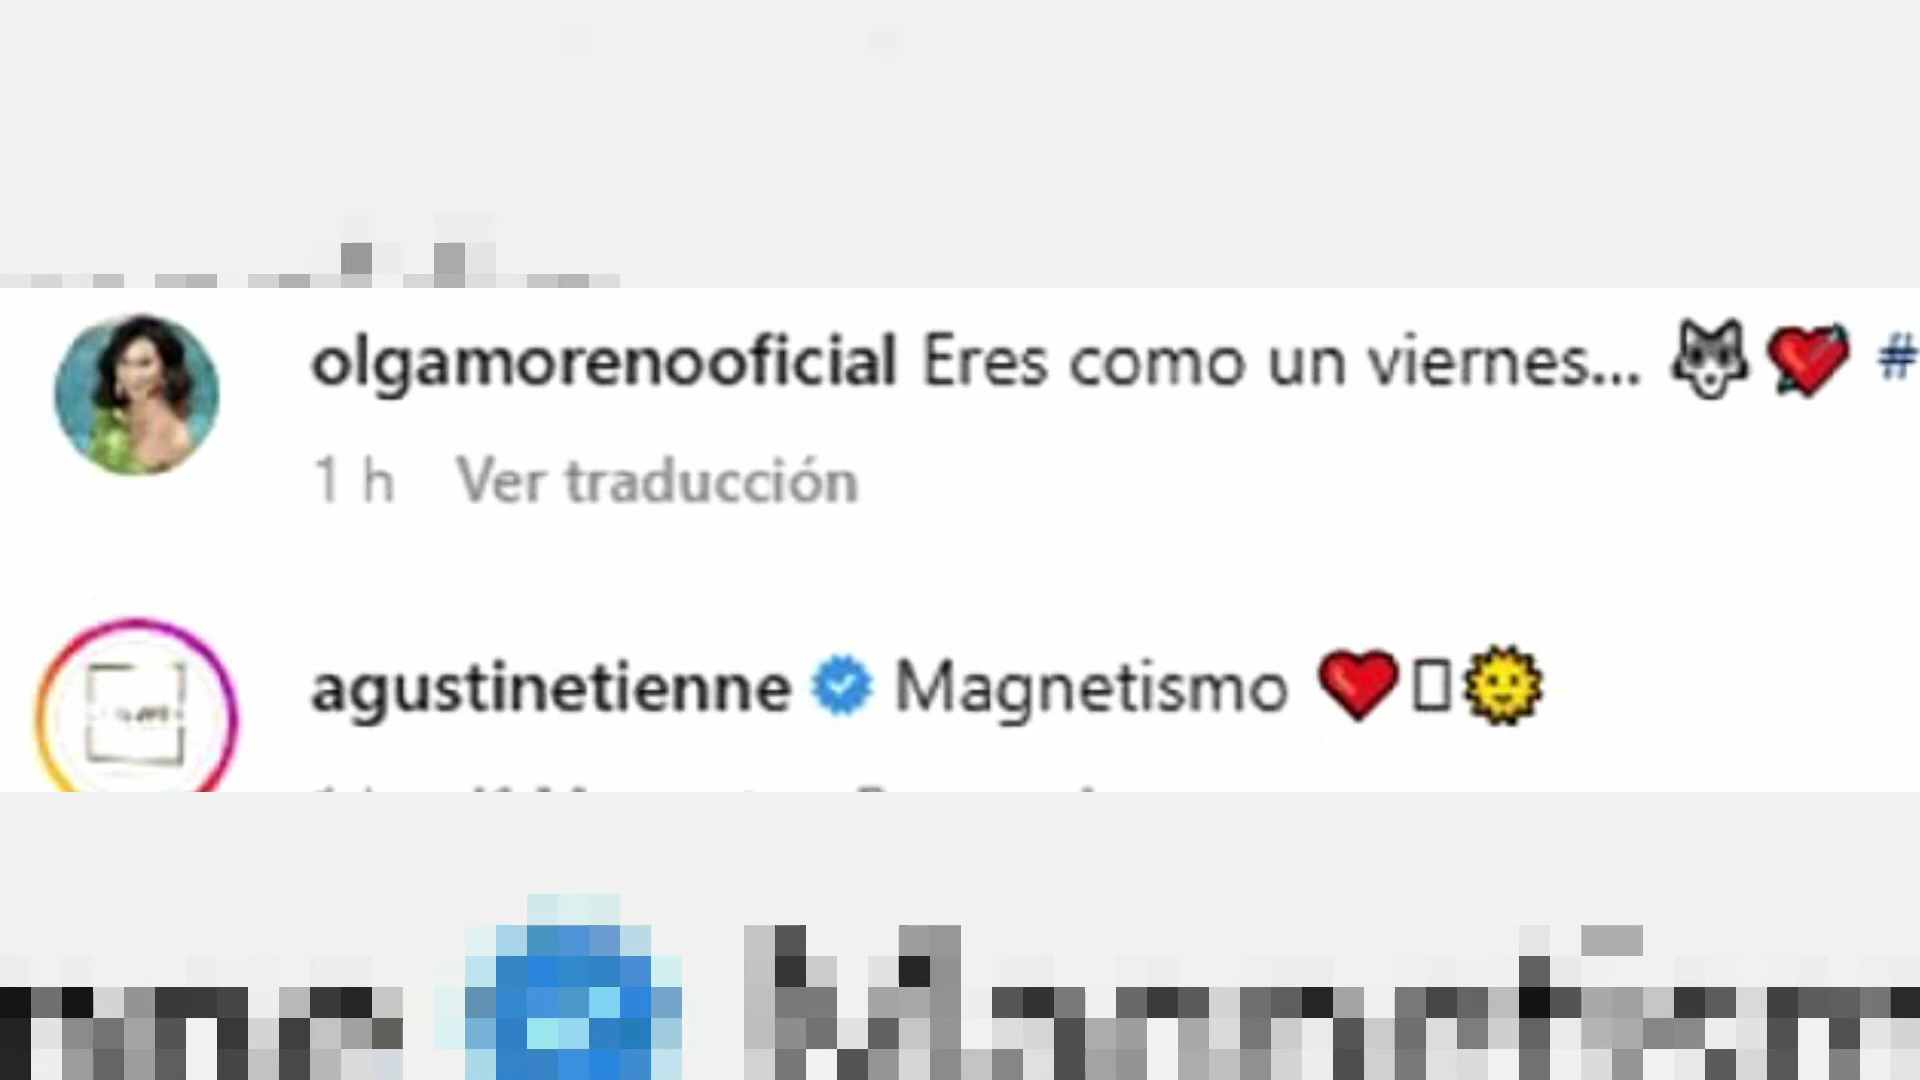 olgamorenooficial Eres como un viernes... 🐺💘 #
1 h Ver traducción
agustinetienne Magnetismo ❤️▯🌞